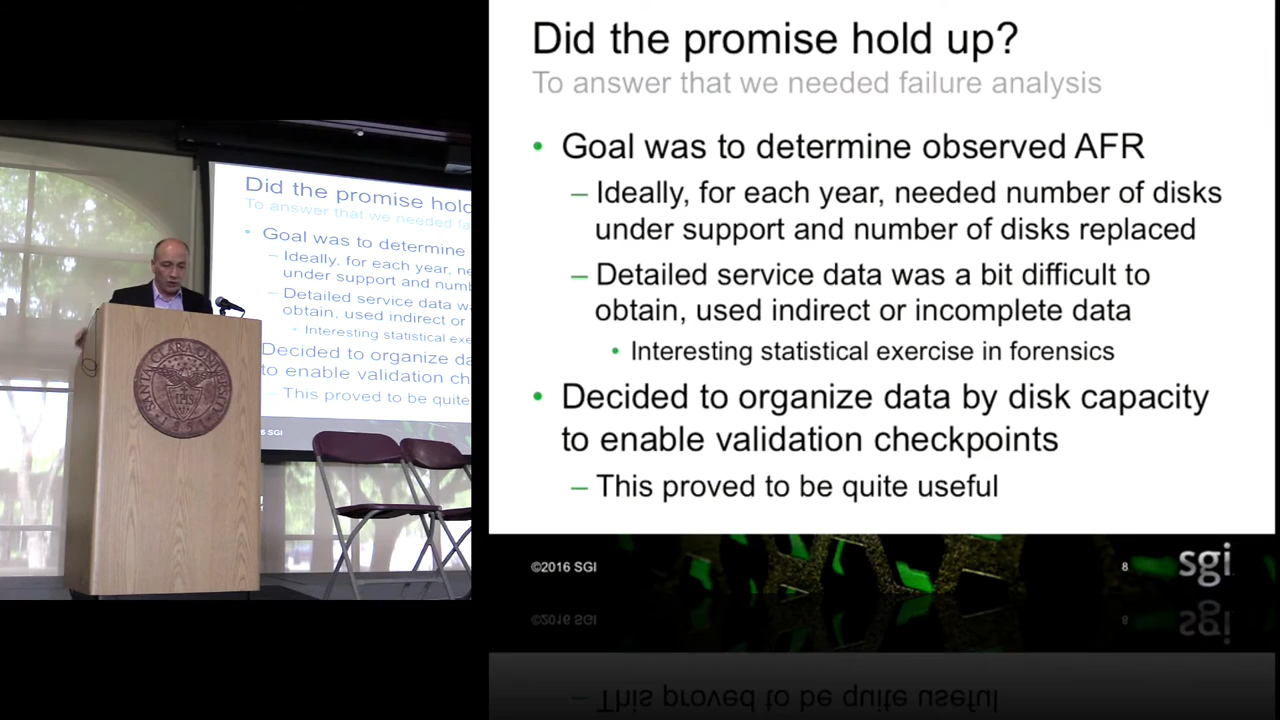 Did the promise hold up?
To answer that we needed failure analysis
• Goal was to determine observed AFR
– Ideally, for each year, needed number of disks
under support and number of disks replaced
– Detailed service data was a bit difficult to
obtain, used indirect or incomplete data
• Interesting statistical exercise in forensics
• Decided to organize data by disk capacity
to enable validation checkpoints
– This proved to be quite useful
©2016 SGI
8
sgi
Did the promise hold
To answer that we needed
• Goal was to determine
– Ideally, for each year,
under support and
– Detailed service data
obtain, used indirect or
• Interesting statistical
Decided to organize
to enable validation
– This proved to be quite
SGI
SANTA CLARA UNIVERSITY
1851